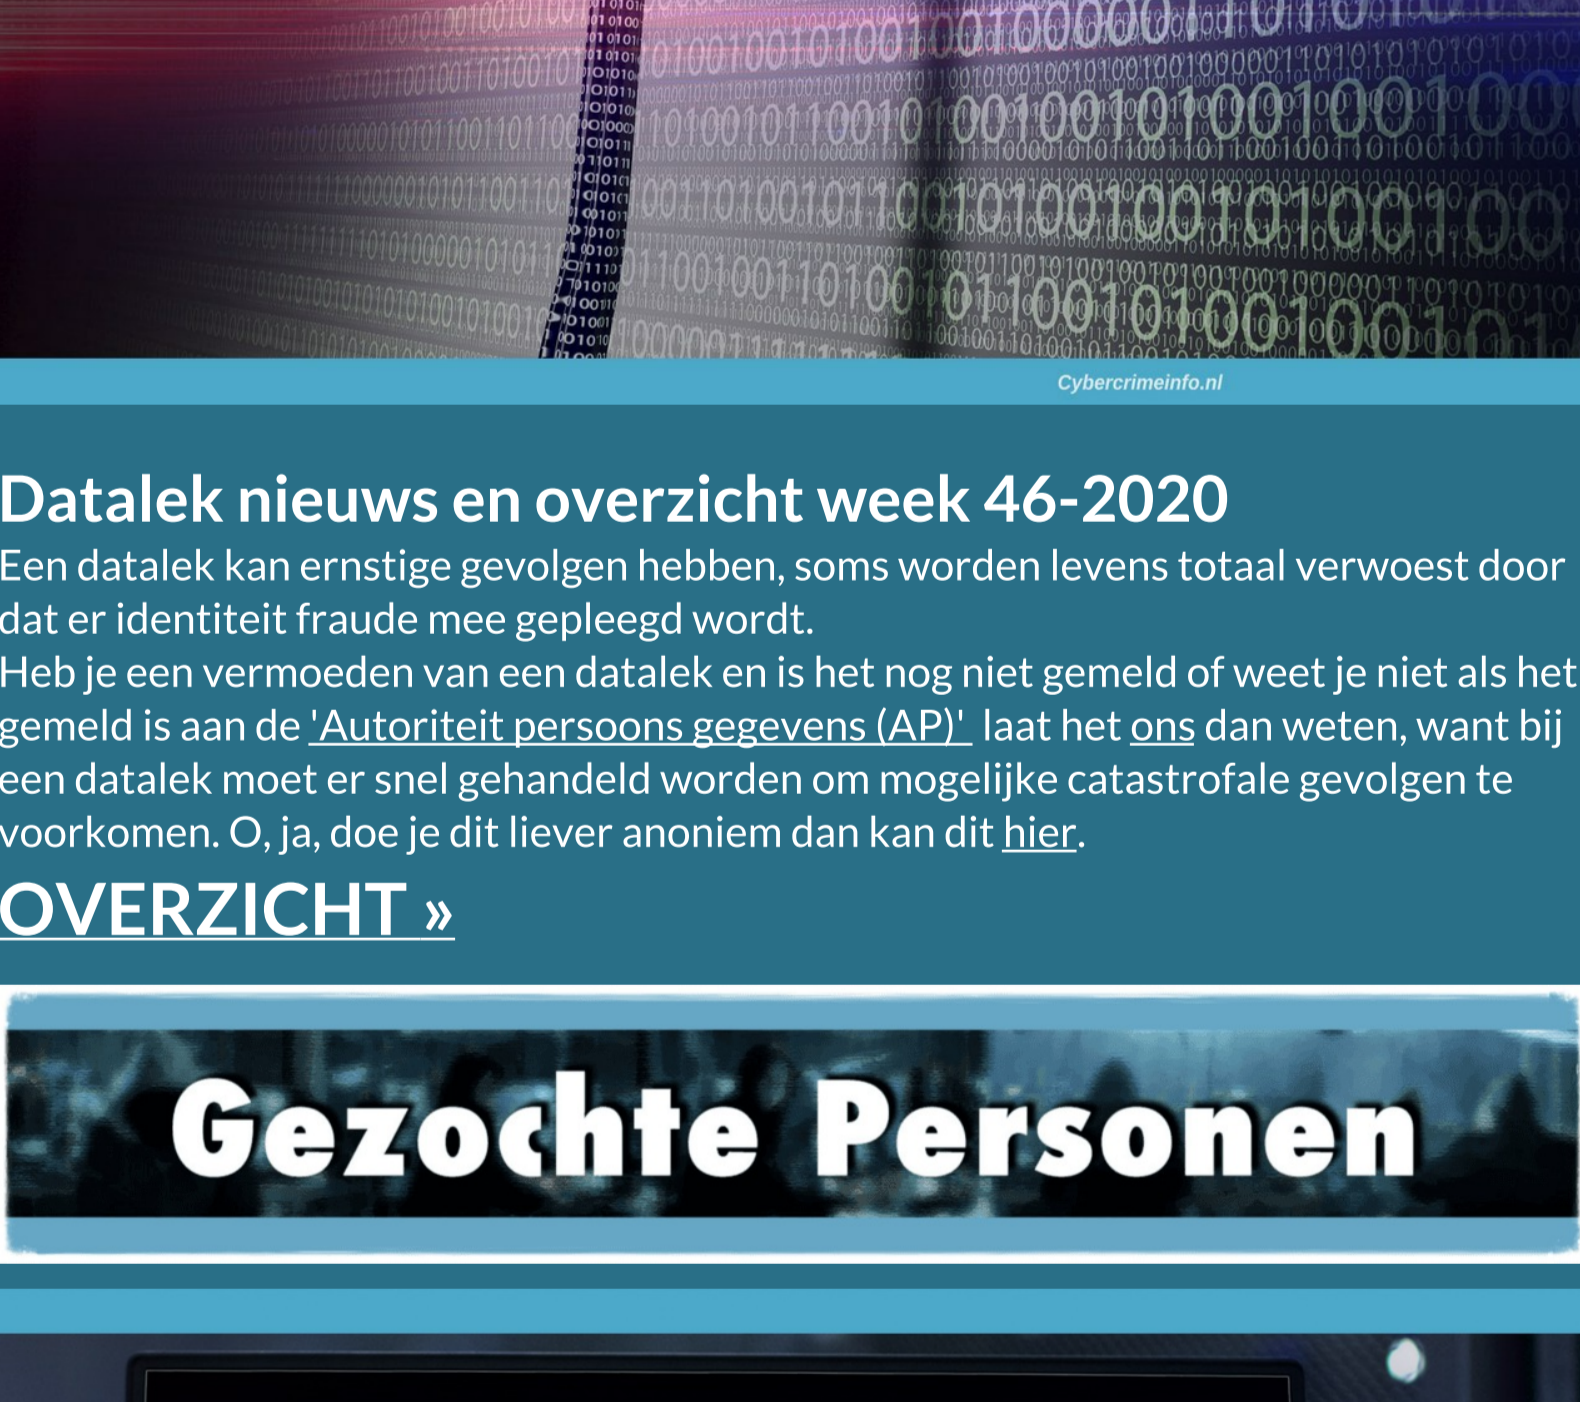 Cybercrimeinfo.nl
Datalek nieuws en overzicht week 46-2020
Een datalek kan ernstige gevolgen hebben, soms worden levens totaal verwoest door
dat er identiteit fraude mee gepleegd wordt.
Heb je een vermoeden van een datalek en is het nog niet gemeld of weet je niet als het
gemeld is aan de 'Autoriteit persoons gegevens (AP)' laat het ons dan weten, want bij
een datalek moet er snel gehandeld worden om mogelijke catastrofale gevolgen te
voorkomen. O, ja, doe je dit liever anoniem dan kan dit hier.
OVERZICHT »
Gezochte Personen